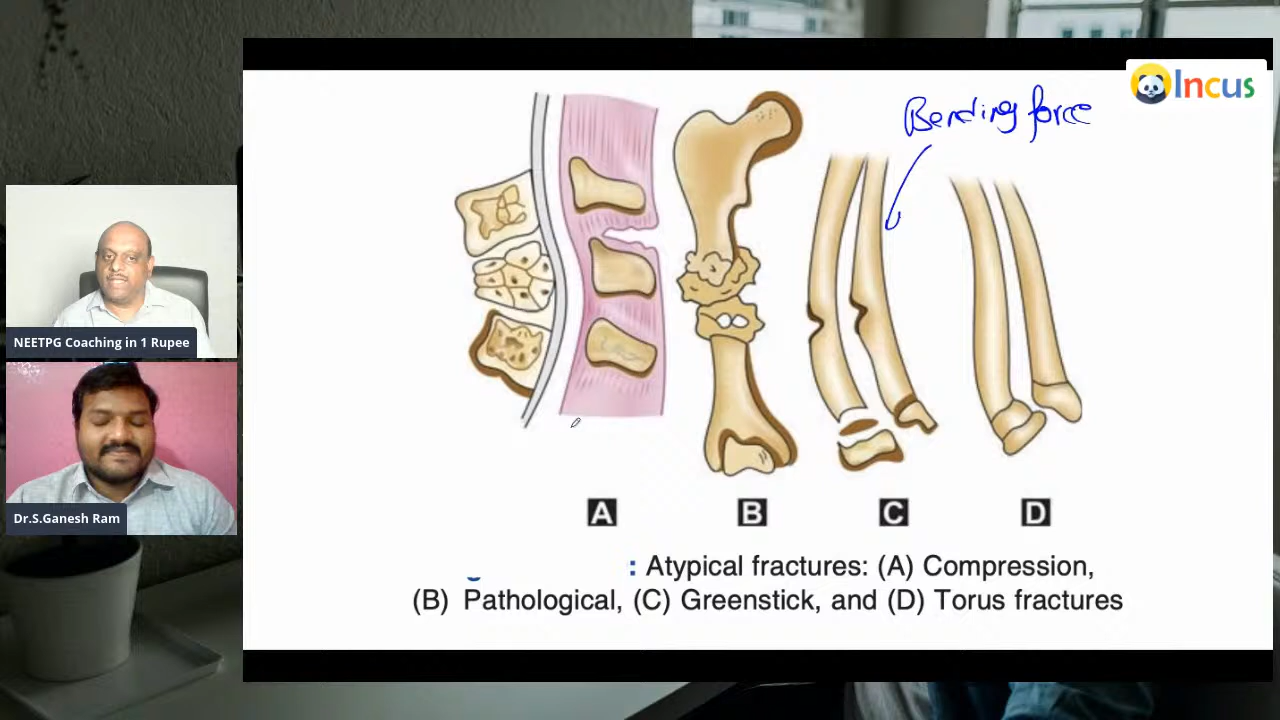 Incus
Bending force
NEETPG Coaching in 1 Rupee
Dr.S.Ganesh Ram
A B C D
: Atypical fractures: (A) Compression,
(B) Pathological, (C) Greenstick, and (D) Torus fractures